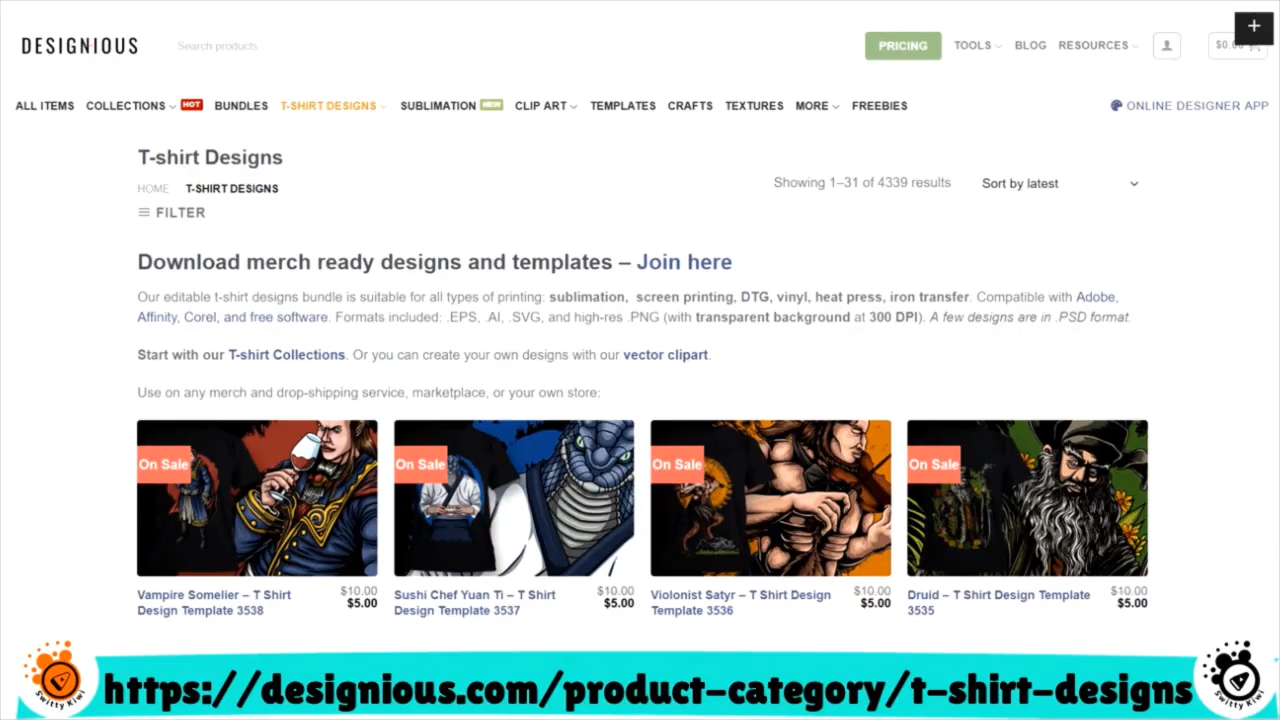 DESIGNIOUS
Search products
PRICING
TOOLS
BLOG
RESOURCES
+
ALL ITEMS
COLLECTIONS
HOT
BUNDLES
T-SHIRT DESIGNS
SUBLIMATION
NEW
CLIP ART
TEMPLATES
CRAFTS
TEXTURES
MORE
FREEBIES
ONLINE DESIGNER APP
T-shirt Designs
HOME T-SHIRT DESIGNS
Showing 1–31 of 4339 results
Sort by latest
FILTER
Download merch ready designs and templates – Join here
Our editable t-shirt designs bundle is suitable for all types of printing: sublimation, screen printing, DTG, vinyl, heat press, iron transfer. Compatible with Adobe,
Affinity, Corel, and free software. Formats included: .EPS, .AI, .SVG, and high-res .PNG (with transparent background at 300 DPI). A few designs are in .PSD format.
Start with our T-shirt Collections. Or you can create your own designs with our vector clipart.
Use on any merch and drop-shipping service, marketplace, or your own store:
On Sale
On Sale
On Sale
On Sale
Vampire Somelier – T Shirt
Design Template 3538
$10.00
$5.00
Sushi Chef Yuan Ti – T Shirt
Design Template 3537
$10.00
$5.00
Violonist Satyr – T Shirt Design
Template 3536
$10.00
$5.00
Druid – T Shirt Design Template
3535
$10.00
$5.00
Switty Kiwi
https://designious.com/product-category/t-shirt-designs
Switty Kiwi